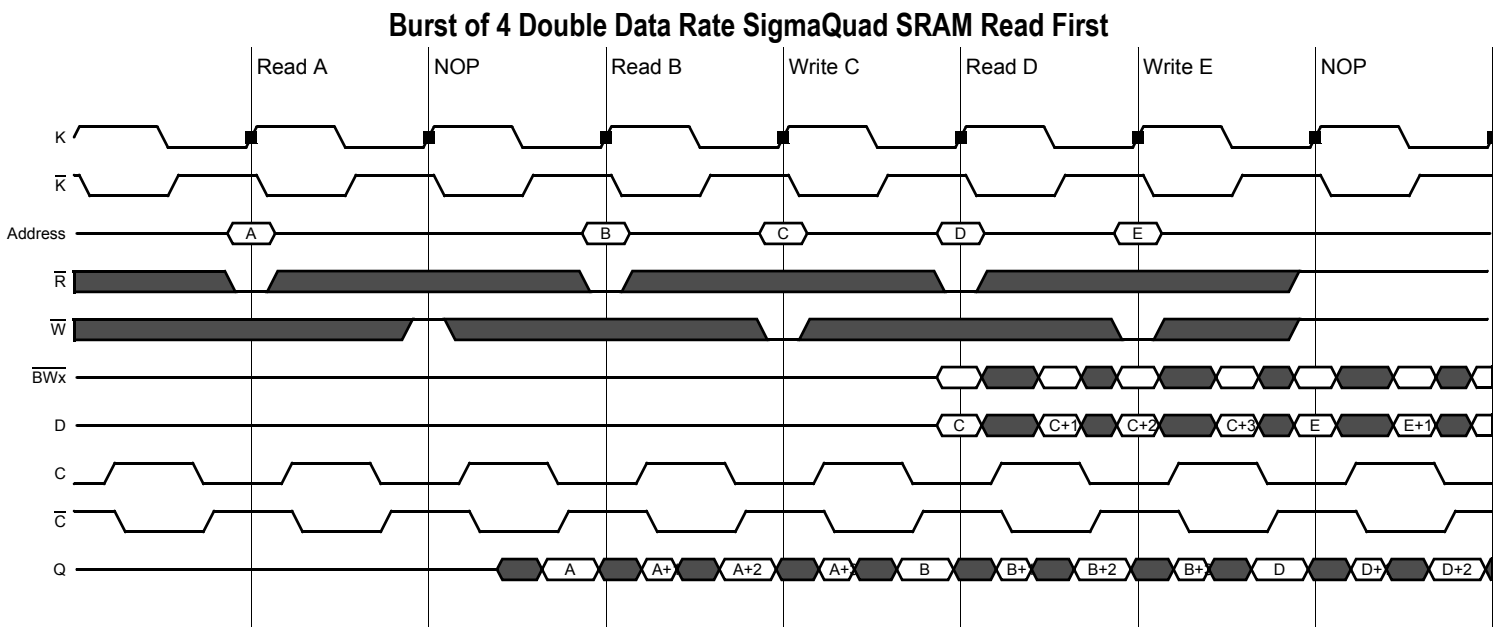 Burst of 4 Double Data Rate SigmaQuad SRAM Read First
Read A NOP Read B Write C Read D Write E NOP
K
K̅
Address A B C D E
R̅
W̅
B̅W̅x̅
D C C+1 C+2 C+3 E E+1
C
C̅
Q A A+ A+2 A+ B B+ B+2 B+ D D+ D+2